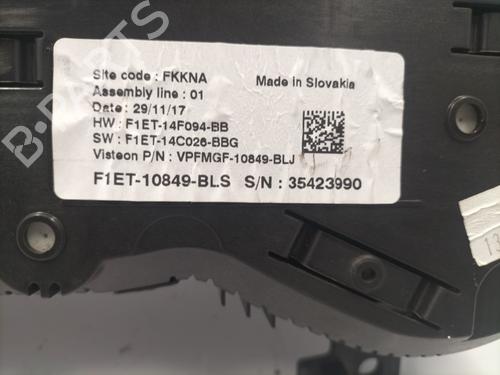 B-PARTS
Site code : FKKNA
Made in Slovakia
Assembly line : 01
Date : 29/11/17
HW : F1ET-14F094-BB
SW : F1ET-14C026-BBG
Visteon P/N : VPFMGF-10849-BLJ
F1ET-10849-BLS S/N : 35423990